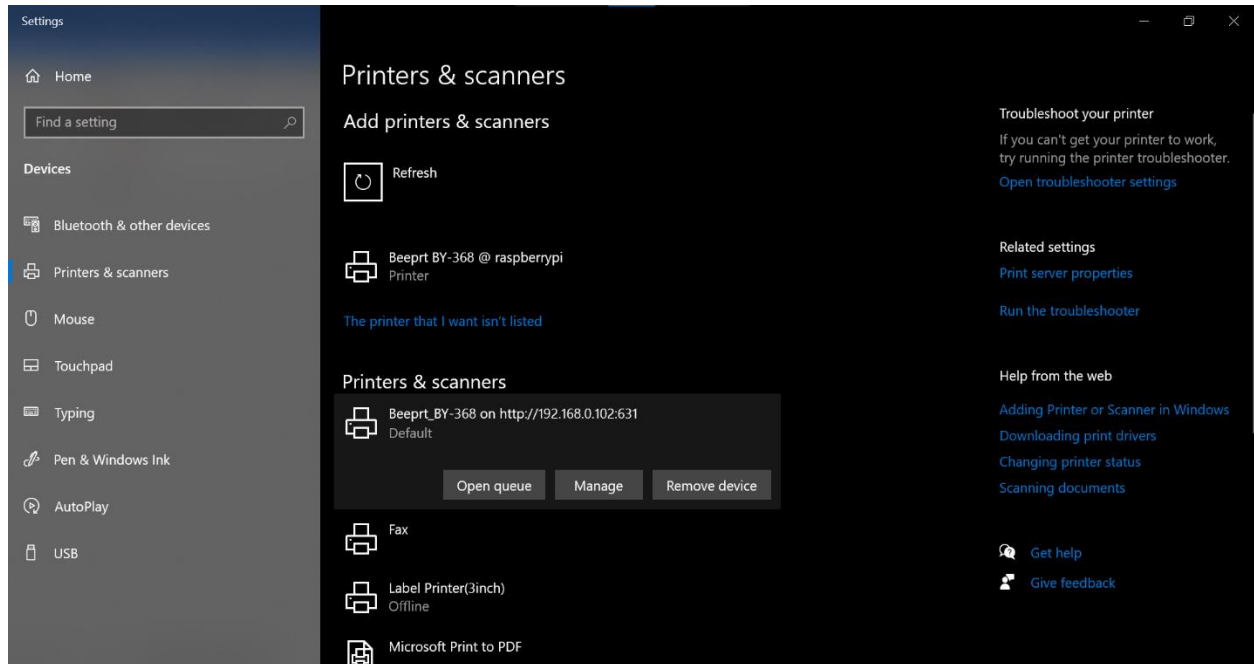 Settings
Home
Find a setting
Devices
Bluetooth & other devices
Printers & scanners
Mouse
Touchpad
Typing
Pen & Windows Ink
AutoPlay
USB
Printers & scanners
Add printers & scanners
Refresh
Beeprt BY-368 @ raspberrypi
Printer
The printer that I want isn't listed
Printers & scanners
Beeprt_BY-368 on http://192.168.0.102:631
Default
Open queue Manage Remove device
Fax
Label Printer(3inch)
Offline
Microsoft Print to PDF
Troubleshoot your printer
If you can't get your printer to work,
try running the printer troubleshooter.
Open troubleshooter settings
Related settings
Print server properties
Run the troubleshooter
Help from the web
Adding Printer or Scanner in Windows
Downloading print drivers
Changing printer status
Scanning documents
Get help
Give feedback